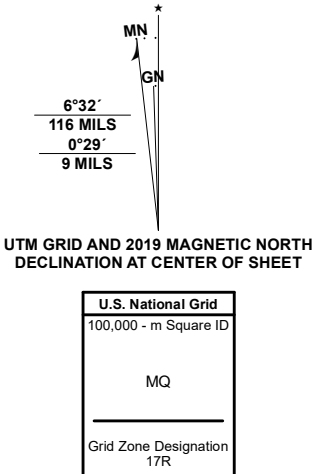 ★
MN
GN
6°32´
116 MILS
0°29´
9 MILS
UTM GRID AND 2019 MAGNETIC NORTH
DECLINATION AT CENTER OF SHEET
U.S. National Grid
100,000 - m Square ID
MQ
Grid Zone Designation
17R